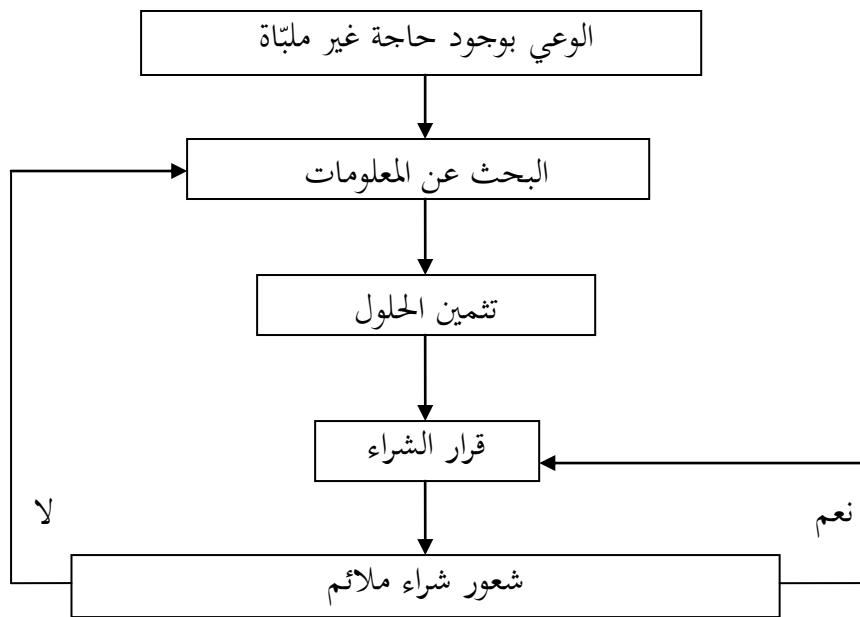 الوعي بوجود حاجة غير ملبّاة
البحث عن المعلومات
تثمين الحلول
قرار الشراء
نعم
لا
شعور شراء ملائم